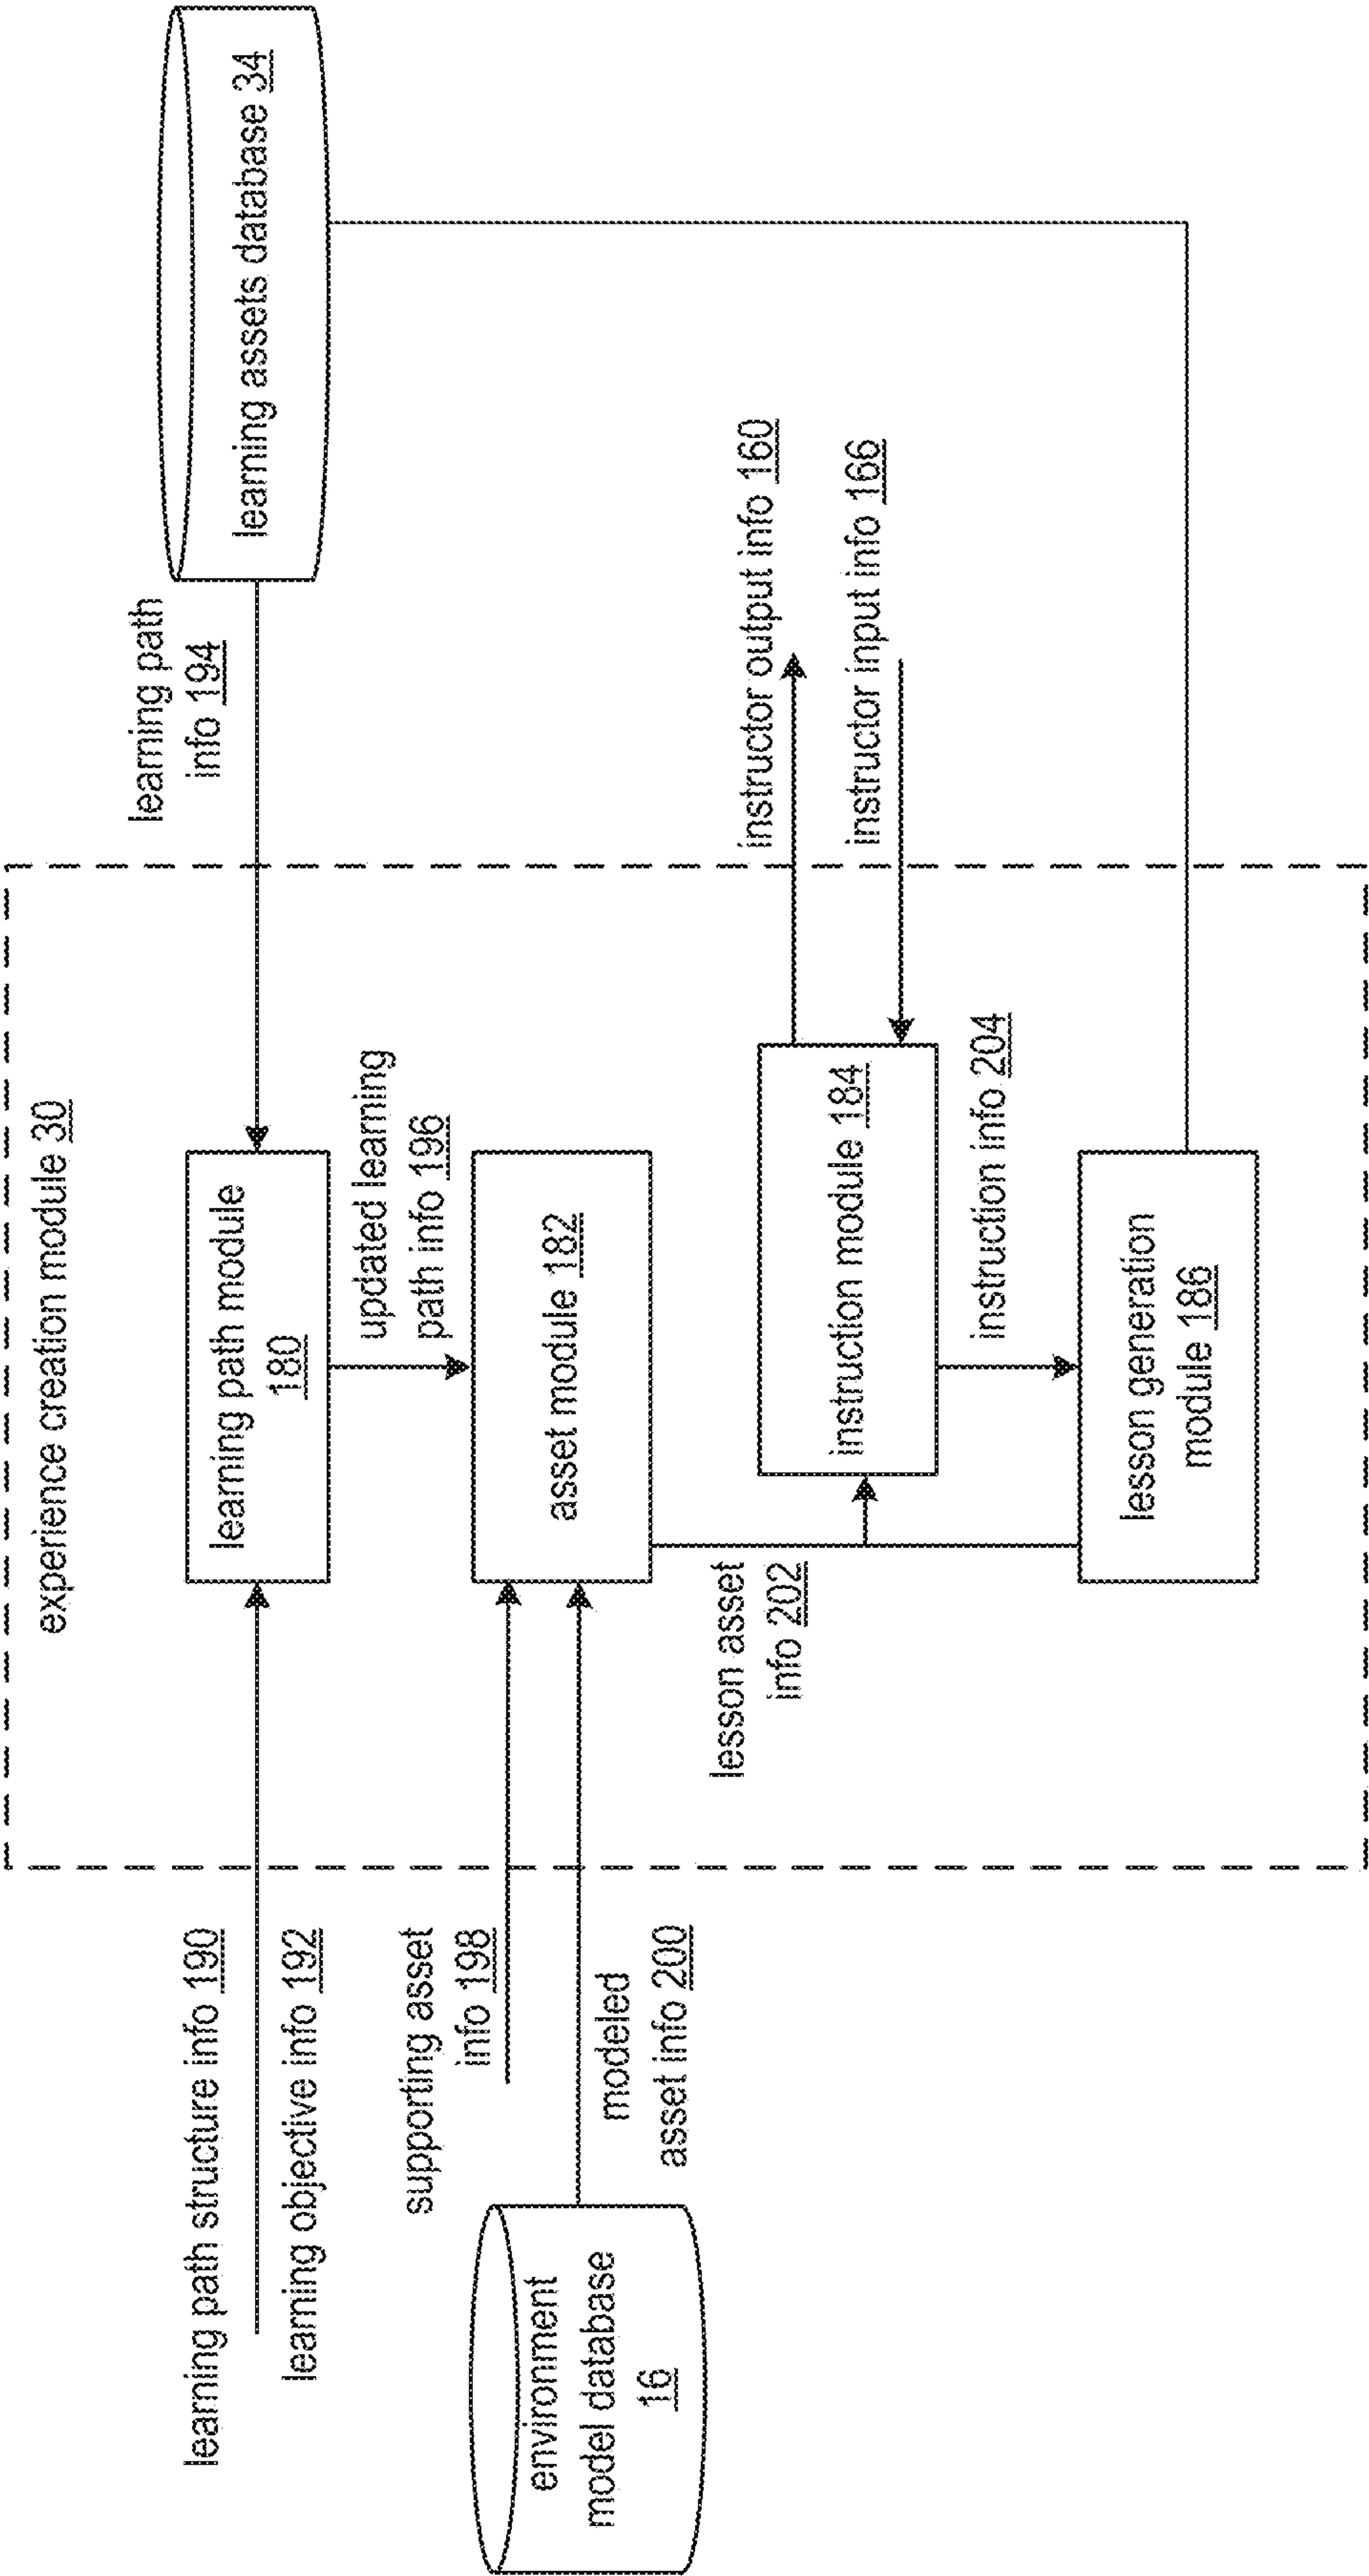 experience creation module 30
learning path structure info 190
learning objective info 192
learning path module
180
learning path
info 194
learning assets database 34
updated learning
path info 196
supporting asset
info 198
asset module 182
environment
model database
16
modeled
asset info 200
lesson asset
info 202
instruction module 184
instructor output info 160
instructor input info 166
instruction info 204
lesson generation
module 186